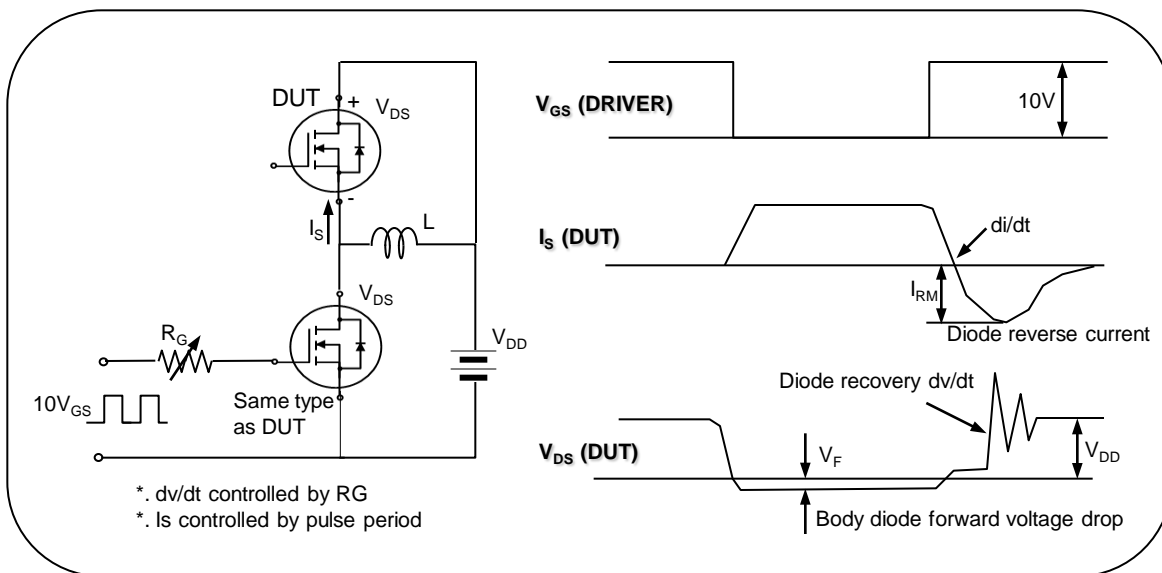 DUT
+
V_DS
-
I_S
L
V_DS
R_G
V_DD
10V_GS
Same type
as DUT
*. dv/dt controlled by RG
*. Is controlled by pulse period
V_GS (DRIVER)
10V
I_S (DUT)
di/dt
I_RM
Diode reverse current
Diode recovery dv/dt
V_DS (DUT)
V_F
V_DD
Body diode forward voltage drop